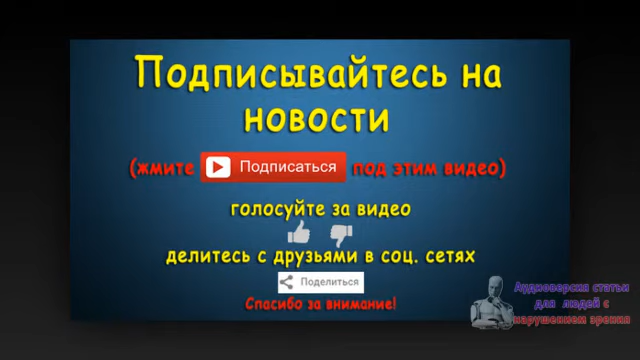 Подписывайтесь на
новости
(жмите Подписаться под этим видео)
голосуйте за видео
делитесь с друзьями в соц. сетях
Поделиться
Спасибо за внимание!
Аудиоверсия статьи
для людей с
нарушением зрения